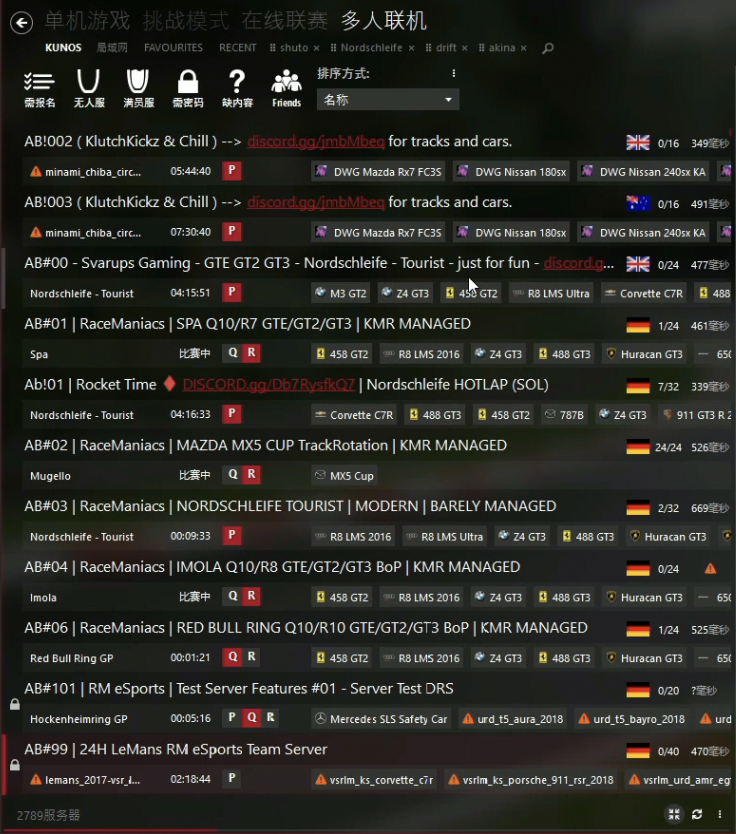 单机游戏 挑战模式 在线联赛 多人联机
KUNOS 局域网 FAVOURITES RECENT shuto × Nordschleife × drift × akina ×
排序方式:
需报名 无人服 满员服 需密码 缺内容 Friends 名称
AB!002 ( KlutchKickz & Chill ) --> discord.gg/jmbMbeq for tracks and cars. 0/16 349毫秒
minami_chiba_circ... 05:44:40 P DWG Mazda Rx7 FC3S DWG Nissan 180sx DWG Nissan 240sx KA
AB!003 ( KlutchKickz & Chill ) --> discord.gg/jmbMbeq for tracks and cars. 0/16 491毫秒
minami_chiba_circ... 07:30:40 P DWG Mazda Rx7 FC3S DWG Nissan 180sx DWG Nissan 240sx KA
AB#00 - Svarups Gaming - GTE GT2 GT3 - Nordschleife - Tourist - just for fun - discord.g... 0/24 477毫秒
Nordschleife - Tourist 04:15:51 P M3 GT2 Z4 GT3 458 GT2 R8 LMS Ultra Corvette C7R 488
AB#01 | RaceManiacs | SPA Q10/R7 GTE/GT2/GT3 | KMR MANAGED 1/24 461毫秒
Spa 比赛中 Q R 458 GT2 R8 LMS 2016 Z4 GT3 488 GT3 Huracan GT3 650
Ab!01 | Rocket Time ♦ DISCORD.gg/Db7RysfkQ7 | Nordschleife HOTLAP (SOL) 7/32 339毫秒
Nordschleife - Tourist 04:16:33 P Corvette C7R 488 GT3 458 GT2 787B Z4 GT3 911 GT3 R 2
AB#02 | RaceManiacs | MAZDA MX5 CUP TrackRotation | KMR MANAGED 24/24 526毫秒
Mugello 比赛中 Q R MX5 Cup
AB#03 | RaceManiacs | NORDSCHLEIFE TOURIST | MODERN | BARELY MANAGED 2/32 669毫秒
Nordschleife - Tourist 00:09:33 P R8 LMS 2016 R8 LMS Ultra Z4 GT3 488 GT3 Huracan GT3
AB#04 | RaceManiacs | IMOLA Q10/R8 GTE/GT2/GT3 BoP | KMR MANAGED 0/24
Imola 比赛中 Q R 458 GT2 R8 LMS 2016 Z4 GT3 488 GT3 Huracan GT3 650
AB#06 | RaceManiacs | RED BULL RING Q10/R10 GTE/GT2/GT3 BoP | KMR MANAGED 1/24 525毫秒
Red Bull Ring GP 00:01:21 Q R 458 GT2 R8 LMS 2016 Z4 GT3 488 GT3 Huracan GT3 650
AB#101 | RM eSports | Test Server Features #01 - Server Test DRS 0/20 ?毫秒
Hockenheimring GP 00:05:16 P Q R Mercedes SLS Safety Car urd_t5_aura_2018 urd_t5_bayro_2018 urd
AB#99 | 24H LeMans RM eSports Team Server 0/40 470毫秒
lemans_2017-vsr_l... 02:18:44 P vsrlm_ks_corvette_c7r vsrlm_ks_porsche_911_rsr_2018 vsrlm_urd_amr_eg
2789服务器